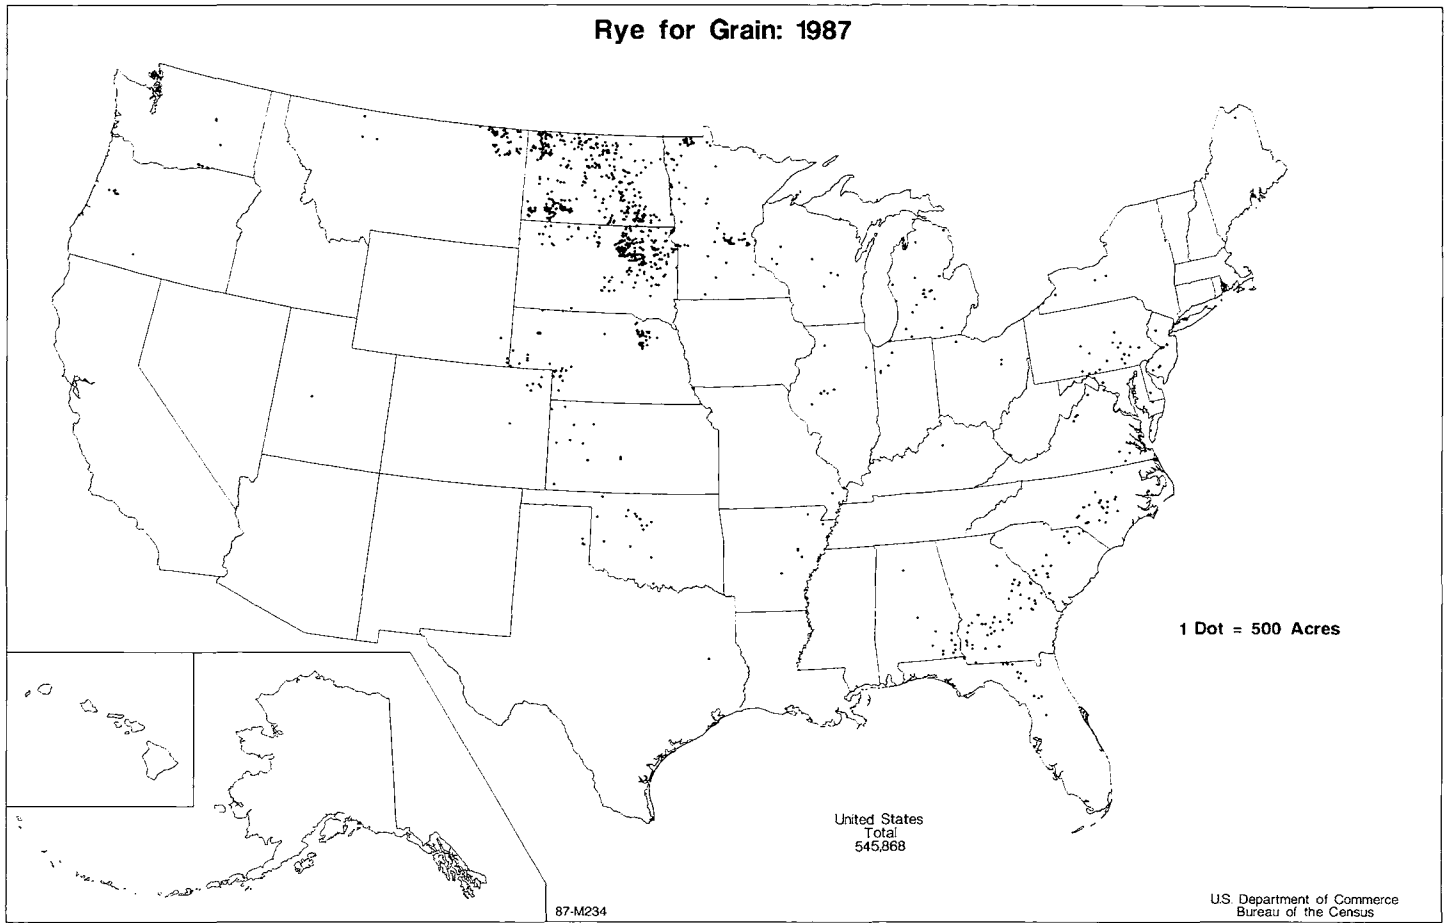 Rye for Grain: 1987
1 Dot = 500 Acres
United States
Total
545,868
87-M234
U.S. Department of Commerce
Bureau of the Census